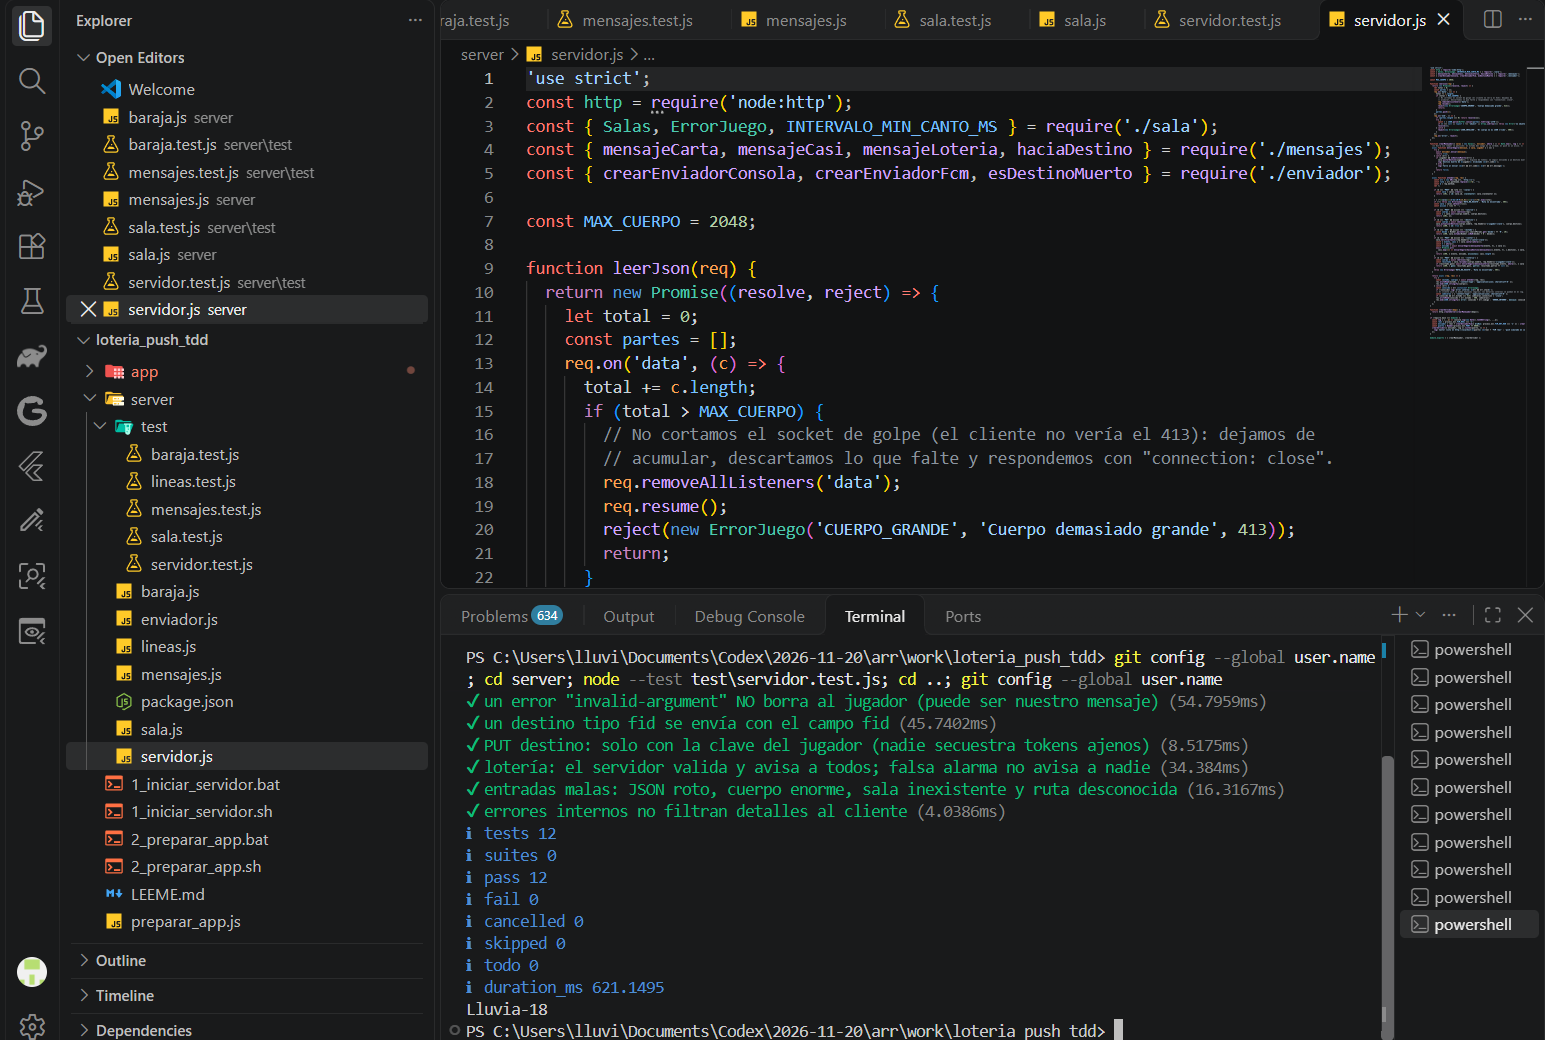 Explorer
Open Editors
Welcome
baraja.js server
baraja.test.js server\test
mensajes.test.js server\test
mensajes.js server
sala.test.js server\test
sala.js server
servidor.test.js server\test
servidor.js server
loteria_push_tdd
app
server
test
baraja.test.js
lineas.test.js
mensajes.test.js
sala.test.js
servidor.test.js
baraja.js
enviador.js
lineas.js
mensajes.js
package.json
sala.js
servidor.js
1_iniciar_servidor.bat
1_iniciar_servidor.sh
2_preparar_app.bat
2_preparar_app.sh
LEEME.md
preparar_app.js
Outline
Timeline
Dependencies
raja.test.js mensajes.test.js mensajes.js sala.test.js sala.js servidor.test.js servidor.js
server > servidor.js > ...
1 'use strict';
2 const http = require('node:http');
3 const { Salas, ErrorJuego, INTERVALO_MIN_CANTO_MS } = require('./sala');
4 const { mensajeCarta, mensajeCasi, mensajeLoteria, haciaDestino } = require('./mensajes');
5 const { crearEnviadorConsola, crearEnviadorFcm, esDestinoMuerto } = require('./enviador');
6
7 const MAX_CUERPO = 2048;
8
9 function leerJson(req) {
10 return new Promise((resolve, reject) => {
11 let total = 0;
12 const partes = [];
13 req.on('data', (c) => {
14 total += c.length;
15 if (total > MAX_CUERPO) {
16 // No cortamos el socket de golpe (el cliente no vería el 413): dejamos de
17 // acumular, descartamos lo que falte y respondemos con "connection: close".
18 req.removeAllListeners('data');
19 req.resume();
20 reject(new ErrorJuego('CUERPO_GRANDE', 'Cuerpo demasiado grande', 413));
21 return;
22 }
Problems 634 Output Debug Console Terminal Ports
PS C:\Users\lluvi\Documents\Codex\2026-11-20\arr\work\loteria_push_tdd> git config --global user.name
; cd server; node --test test\servidor.test.js; cd ..; git config --global user.name
✓ un error "invalid-argument" NO borra al jugador (puede ser nuestro mensaje) (54.7959ms)
✓ un destino tipo fid se envía con el campo fid (45.7402ms)
✓ PUT destino: solo con la clave del jugador (nadie secuestra tokens ajenos) (8.5175ms)
✓ lotería: el servidor valida y avisa a todos; falsa alarma no avisa a nadie (34.384ms)
✓ entradas malas: JSON roto, cuerpo enorme, sala inexistente y ruta desconocida (16.3167ms)
✓ errores internos no filtran detalles al cliente (4.0386ms)
ℹ tests 12
ℹ suites 0
ℹ pass 12
ℹ fail 0
ℹ cancelled 0
ℹ skipped 0
ℹ todo 0
ℹ duration_ms 621.1495
Lluvia-18
PS C:\Users\lluvi\Documents\Codex\2026-11-20\arr\work\loteria_push_tdd>
powershell
powershell
powershell
powershell
powershell
powershell
powershell
powershell
powershell
powershell
powershell